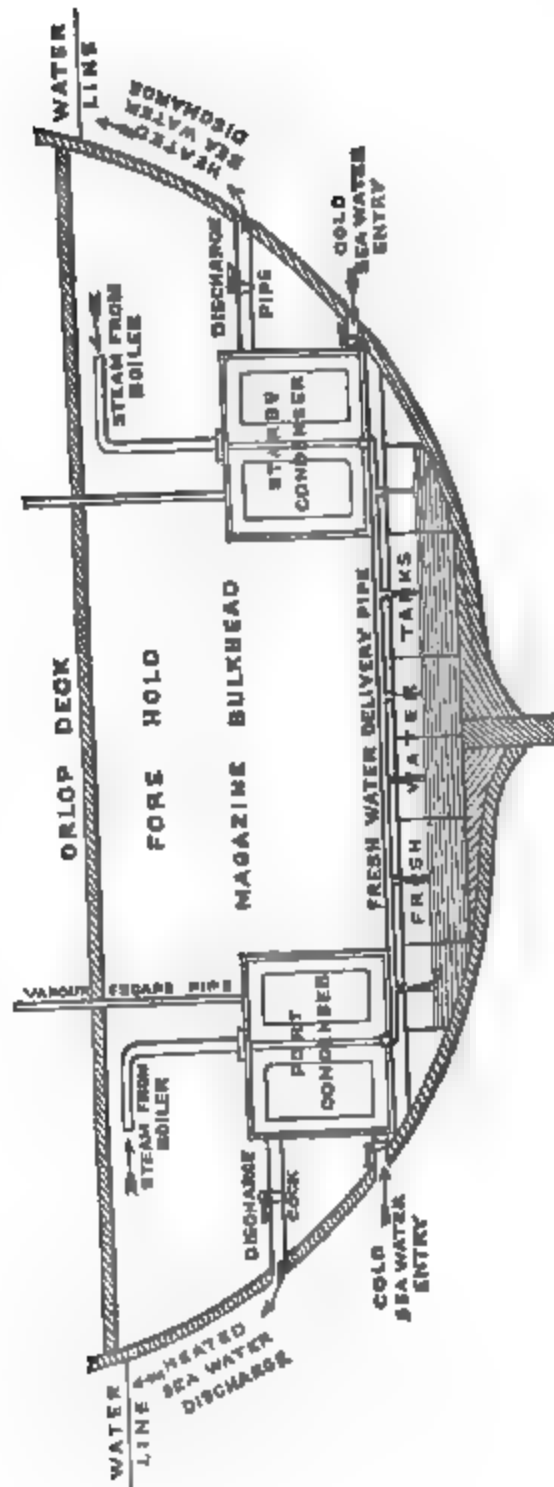 WATER
LINE
HEATED
SEA WATER
DISCHARGE
STEAM FROM
BOILER
VAPOUR ESCAPE PIPE
ORLOP DECK
FORE HOLD
MAGAZINE BULKHEAD
DISCHARGE
COCK
PORT
CONDENSER
COLD
SEA WATER
ENTRY
FRESH WATER DELIVERY PIPE
FRESH WATER TANKS
STEAM FROM
BOILER
STARBD
CONDENSER
DISCHARGE
PIPE
COLD
SEA WATER
ENTRY
HEATED
SEA WATER
DISCHARGE
WATER
LINE